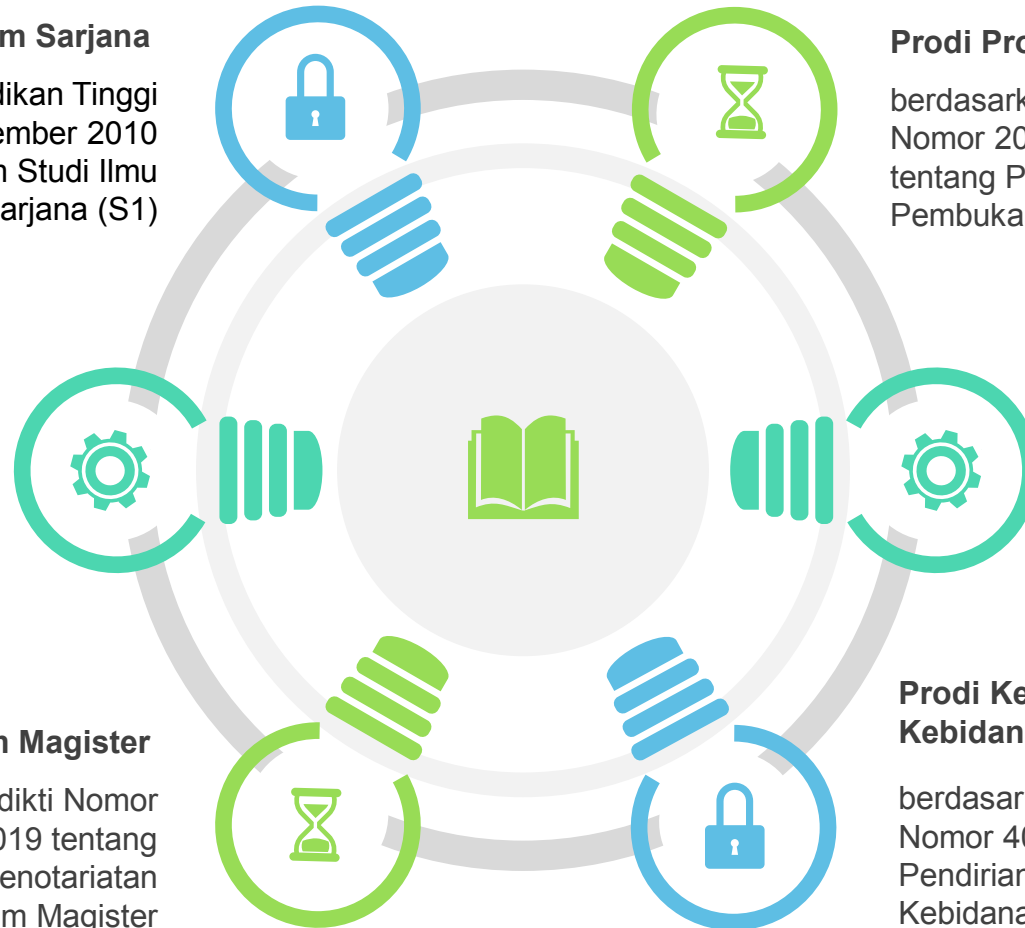 m Sarjana
dikan Tinggi
ember 2010
n Studi Ilmu
arjana (S1)
Prodi Pro
berdasark
Nomor 20
tentang P
Pembuka
m Magister
dikti Nomor
019 tentang
enotariatan
m Magister
Prodi Ke
Kebidan
berdasar
Nomor 40
Pendirian
Kebidana